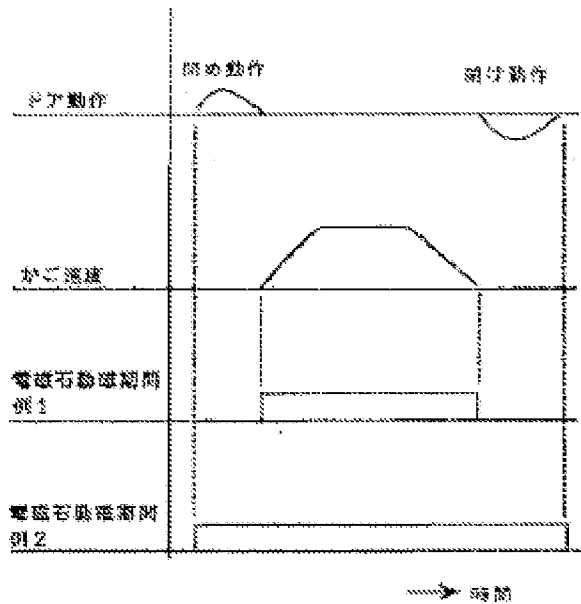 閉め動作
開け動作
ドア動作
かご速度
電磁石励磁期間
例1
電磁石励磁期間
例2
時間